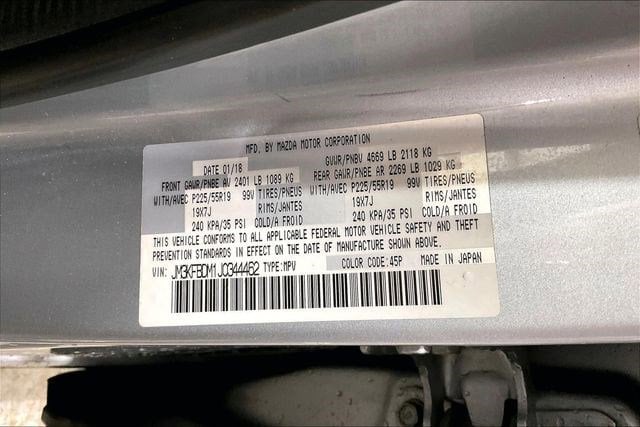 MFD. BY MAZDA MOTOR CORPORATION
DATE 01/18 GVWR/PNBV 4669 LB 2118 KG
FRONT GAWR/PNBE AV 2401 LB 1089 KG REAR GAWR/PNBE AR 2269 LB 1029 KG
WITH/AVEC P225/55R19 99V TIRES/PNEUS WITH/AVEC P225/55R19 99V TIRES/PNEUS
19X7J RIMS/JANTES 19X7J RIMS/JANTES
240 KPA/35 PSI COLD/A FROID 240 KPA/35 PSI COLD/A FROID
THIS VEHICLE CONFORMS TO ALL APPLICABLE FEDERAL MOTOR VEHICLE SAFETY AND THEFT
PREVENTION STANDARDS IN EFFECT ON THE DATE OF MANUFACTURE SHOWN ABOVE.
VIN: JM3KFBDM1J0344462 TYPE:MPV COLOR CODE:45P MADE IN JAPAN